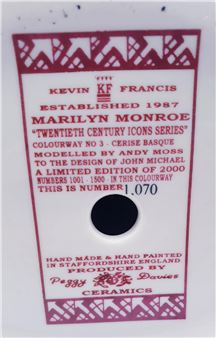 KEVIN KF FRANCIS
ESTABLISHED 1987
MARILYN MONROE
"TWENTIETH CENTURY ICONS SERIES"
COLOURWAY NO 3 - CERISE BASQUE
MODELLED BY ANDY MOSS
TO THE DESIGN OF JOHN MICHAEL
A LIMITED EDITION OF 2000
NUMBERS 1001 - 1500 - IN THIS COLOURWAY
THIS IS NUMBER 1,070
HAND MADE & HAND PAINTED
IN STAFFORDSHIRE ENGLAND
PRODUCED BY
Peggy Davies
CERAMICS